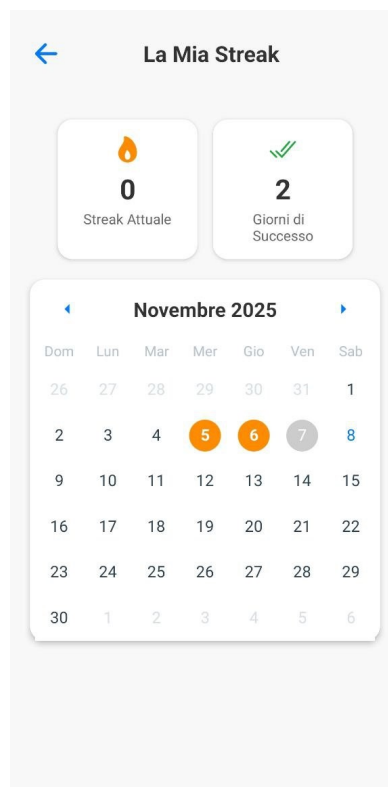 La Mia Streak
0
Streak Attuale
2
Giorni di
Successo
Novembre 2025
Dom Lun Mar Mer Gio Ven Sab
26 27 28 29 30 31 1
2 3 4 5 6 7 8
9 10 11 12 13 14 15
16 17 18 19 20 21 22
23 24 25 26 27 28 29
30 1 2 3 4 5 6